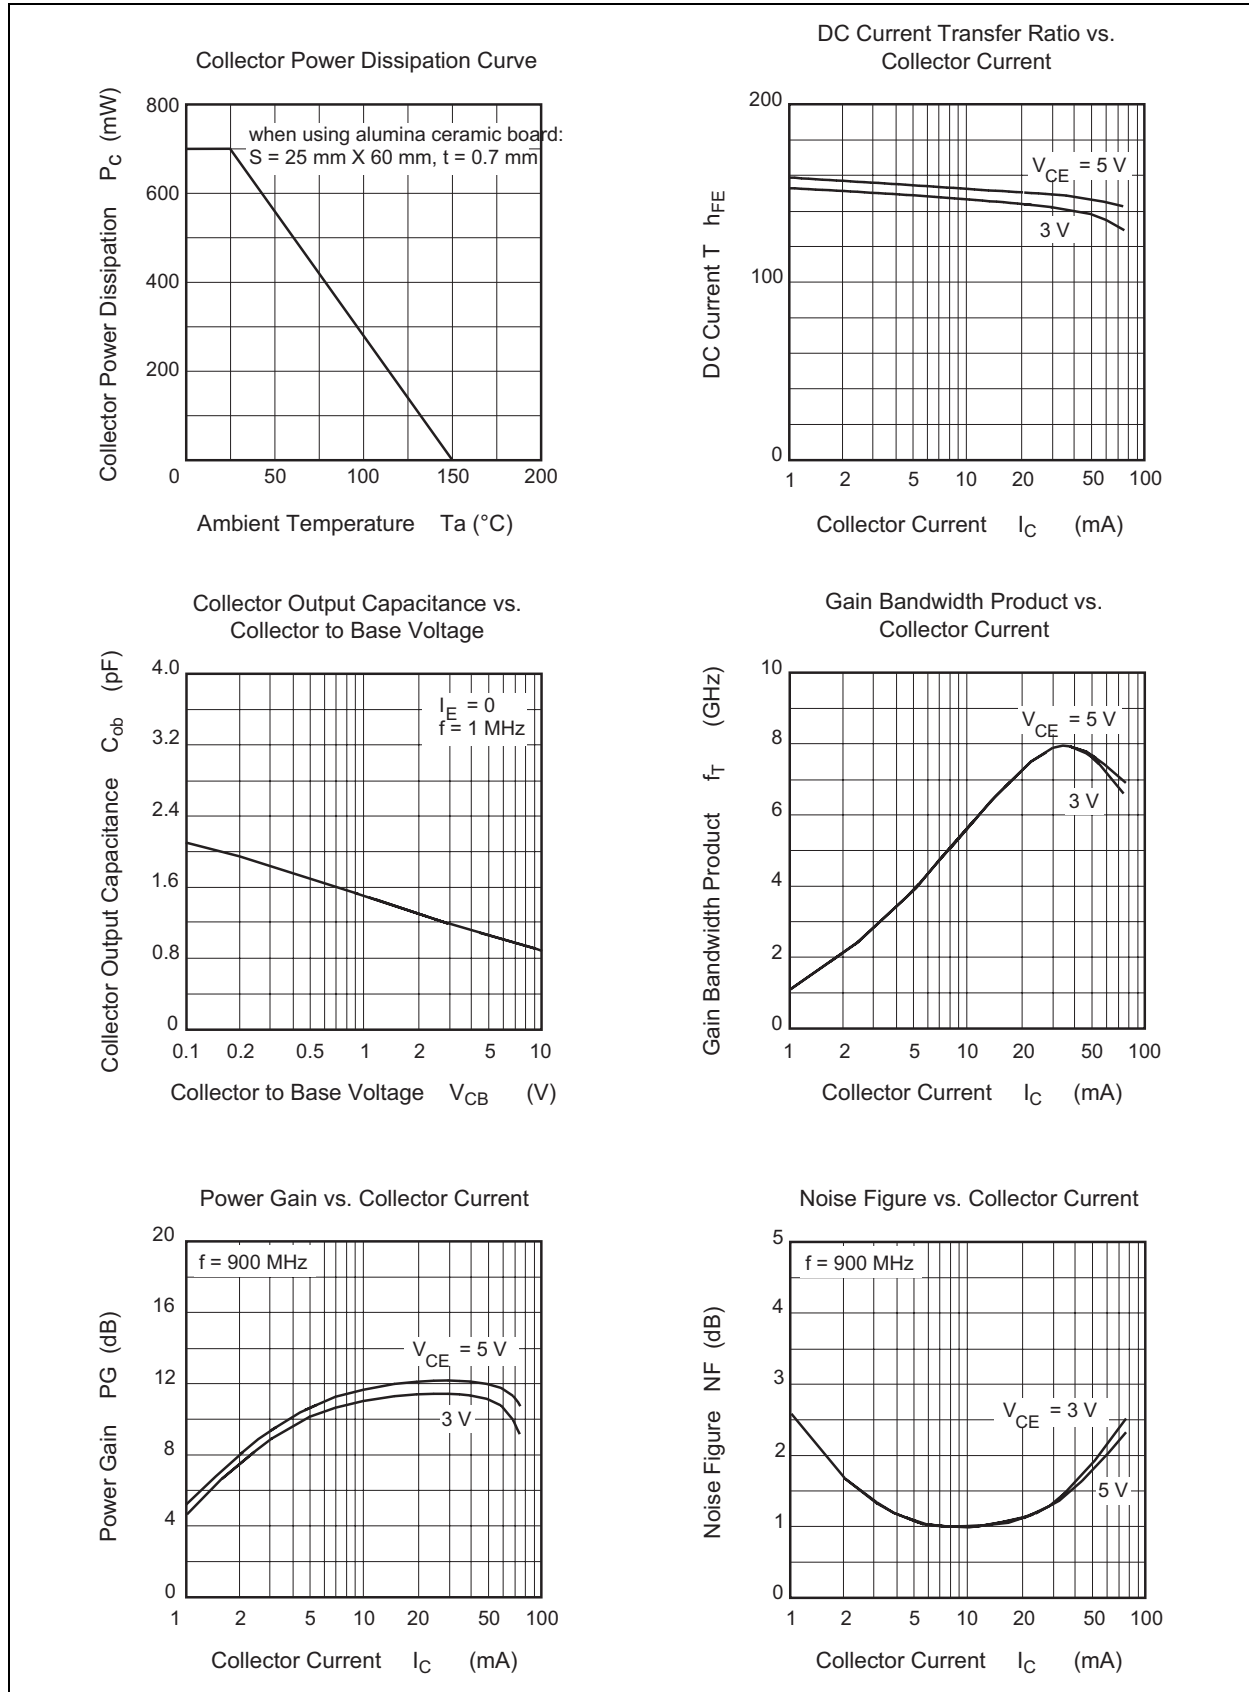 Collector Power Dissipation Curve
Collector Power Dissipation P_C (mW)
800
600
400
200
0
when using alumina ceramic board:
S = 25 mm X 60 mm, t = 0.7 mm
50 100 150 200
Ambient Temperature Ta (°C)
DC Current Transfer Ratio vs.
Collector Current
DC Current T h_FE
200
100
0
V_CE = 5 V
3 V
1 2 5 10 20 50 100
Collector Current I_C (mA)
Collector Output Capacitance vs.
Collector to Base Voltage
Collector Output Capacitance C_ob (pF)
4.0
3.2
2.4
1.6
0.8
0
I_E = 0
f = 1 MHz
0.1 0.2 0.5 1 2 5 10
Collector to Base Voltage V_CB (V)
Gain Bandwidth Product vs.
Collector Current
Gain Bandwidth Product f_T (GHz)
10
8
6
4
2
0
V_CE = 5 V
3 V
1 2 5 10 20 50 100
Collector Current I_C (mA)
Power Gain vs. Collector Current
Power Gain PG (dB)
20
16
12
8
4
0
f = 900 MHz
V_CE = 5 V
3 V
1 2 5 10 20 50 100
Collector Current I_C (mA)
Noise Figure vs. Collector Current
Noise Figure NF (dB)
5
4
3
2
1
0
f = 900 MHz
V_CE = 3 V
5 V
1 2 5 10 20 50 100
Collector Current I_C (mA)